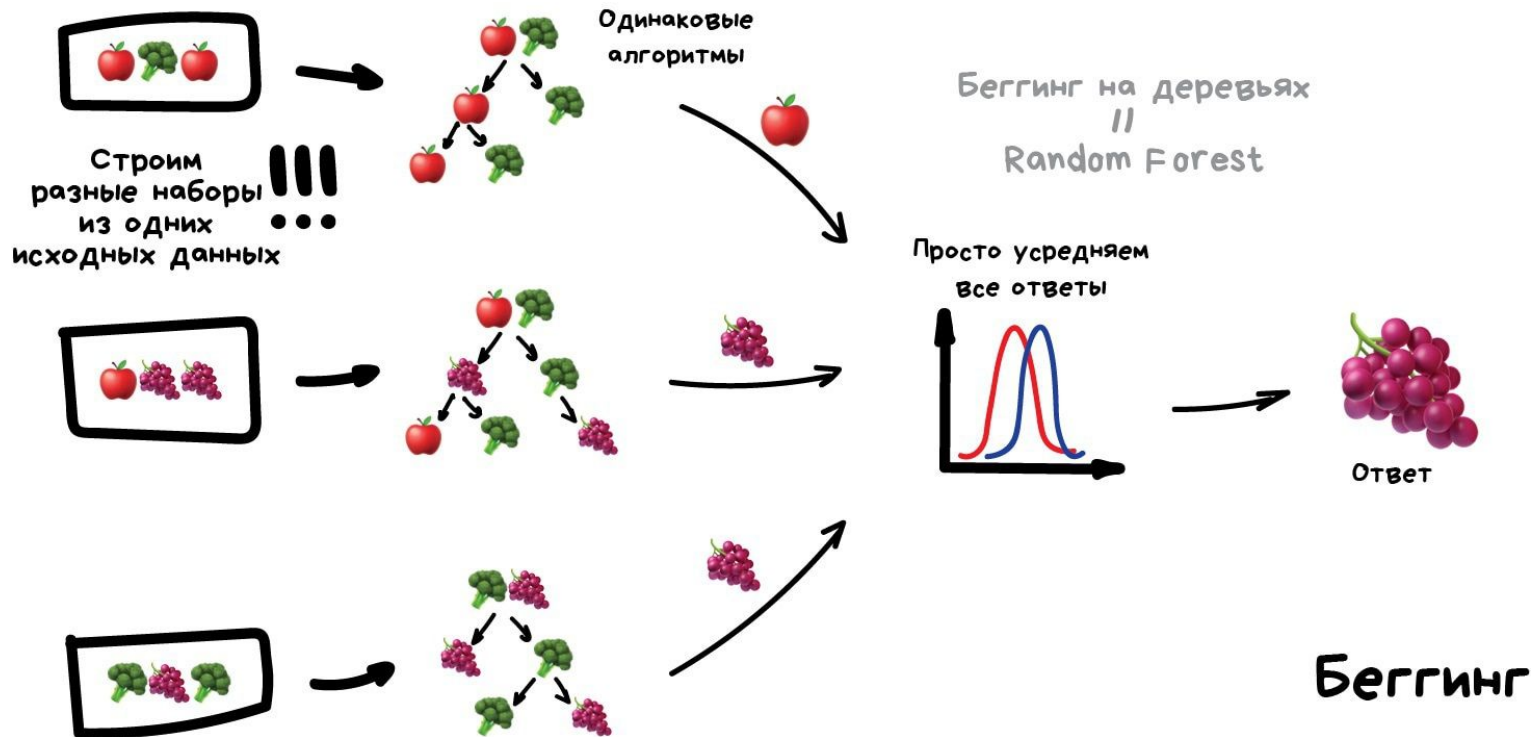 Одинаковые
алгоритмы
Беггинг на деревьях
=
Random Forest
Строим
разные наборы
из одних
исходных данных
!!!
Просто усредняем
все ответы
Ответ
Беггинг